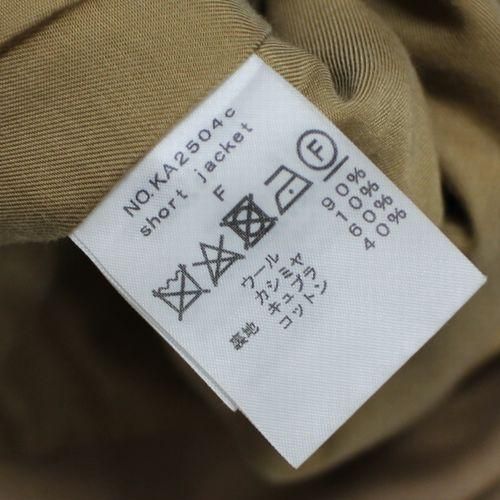 NO.KA2504c
short jacket
F
F
ウール 90%
カシミヤ 10%
裏地 キュプラ 60%
コットン 40%